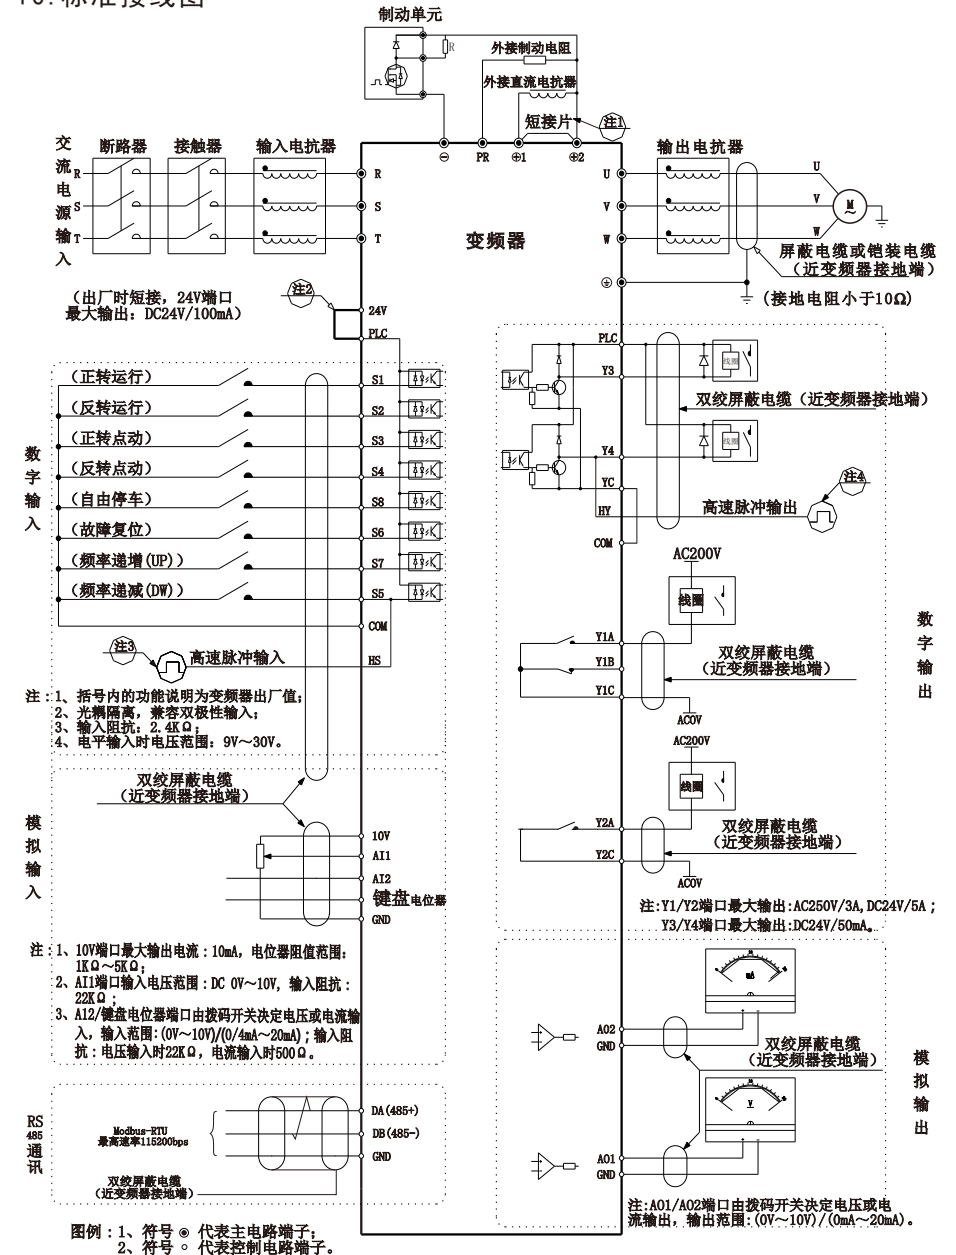 10.标准接线图
制动单元
R
外接制动电阻
外接直流电抗器
短接片
注1
⊖
PR
⊕1
⊕2
交流电源输入
断路器
接触器
输入电抗器
R
S
T
R
S
T
变频器
U
V
W
输出电抗器
U
V
W
M
~
屏蔽电缆或铠装电缆
(近变频器接地端)
(接地电阻小于10Ω)
(出厂时短接，24V端口
最大输出：DC24V/100mA)
注2
24V
PLC
数字输入
(正转运行)
S1
(反转运行)
S2
(正转点动)
S3
(反转点动)
S4
(自由停车)
S8
(故障复位)
S6
(频率递增(UP))
S7
(频率递减(DW))
S5
COM
注3
高速脉冲输入
HS
注：1、括号内的功能说明为变频器出厂值；
2、光耦隔离，兼容双极性输入；
3、输入阻抗：2.4KΩ；
4、电平输入时电压范围：9V～30V。
双绞屏蔽电缆
(近变频器接地端)
模拟输入
10V
AI1
AI2
键盘电位器
GND
注：1、10V端口最大输出电流：10mA，电位器阻值范围：
1KΩ～5KΩ；
2、AI1端口输入电压范围：DC 0V～10V，输入阻抗：
22KΩ；
3、AI2/键盘电位器端口由拨码开关决定电压或电流输
入，输入范围：(0V～10V)/(0/4mA～20mA)；输入阻
抗：电压输入时22KΩ，电流输入时500Ω。
RS
485
通讯
Modbus-RTU
最高速率115200bps
双绞屏蔽电缆
(近变频器接地端)
DA(485+)
DB(485-)
GND
PLC
Y3
线圈
双绞屏蔽电缆(近变频器接地端)
线圈
Y4
YC
HY
COM
高速脉冲输出
注4
数字输出
AC200V
线圈
Y1A
Y1B
Y1C
双绞屏蔽电缆
(近变频器接地端)
AC0V
AC200V
线圈
Y2A
Y2C
双绞屏蔽电缆
(近变频器接地端)
AC0V
注:Y1/Y2端口最大输出:AC250V/3A,DC24V/5A；
Y3/Y4端口最大输出:DC24V/50mA。
模拟输出
mA
AO2
GND
双绞屏蔽电缆
(近变频器接地端)
V
AO1
GND
注:AO1/AO2端口由拨码开关决定电压或电
流输出，输出范围:(0V～10V)/(0mA～20mA)。
图例：1、符号 ◉ 代表主电路端子；
2、符号 ○ 代表控制电路端子。